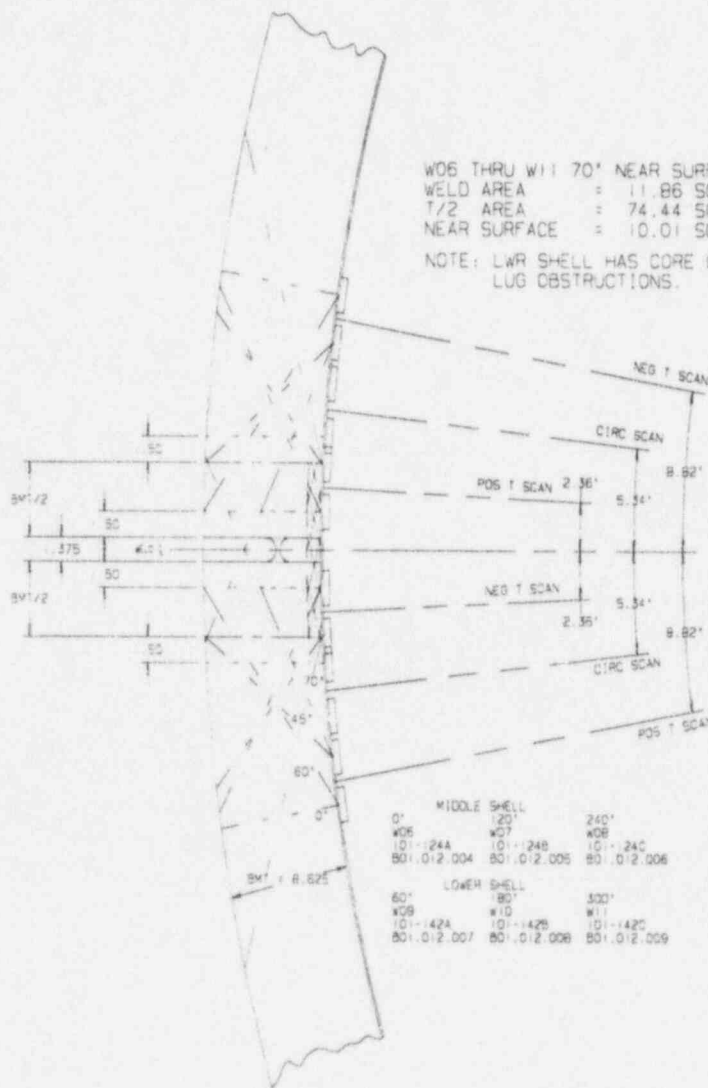 W06 THRU W11 70° NEAR SUR
WELD AREA = 11.86 S
T/2 AREA = 74.44 S
NEAR SURFACE = 10.01 S
NOTE: LWR SHELL HAS CORE
LUG OBSTRUCTIONS.
NEG T SCAN
CIRC SCAN
POS T SCAN
2.36°
5.34°
8.82°
BMT/2
.50
.50
.375
.50
BMT/2
.50
NEG T SCAN
2.36°
5.34°
8.82°
CIRC SCAN
POS T SCAN
70°
45°
60°
0°
BMT = 8.625
MIDDLE SHELL
0° 120° 240°
W06 W07 W08
101-124A 101-124B 101-124C
B01.012.004 B01.012.005 B01.012.006
LOWER SHELL
60° 180° 300°
W09 W10 W11
101-142A 101-142B 101-142C
B01.012.007 B01.012.008 B01.012.009